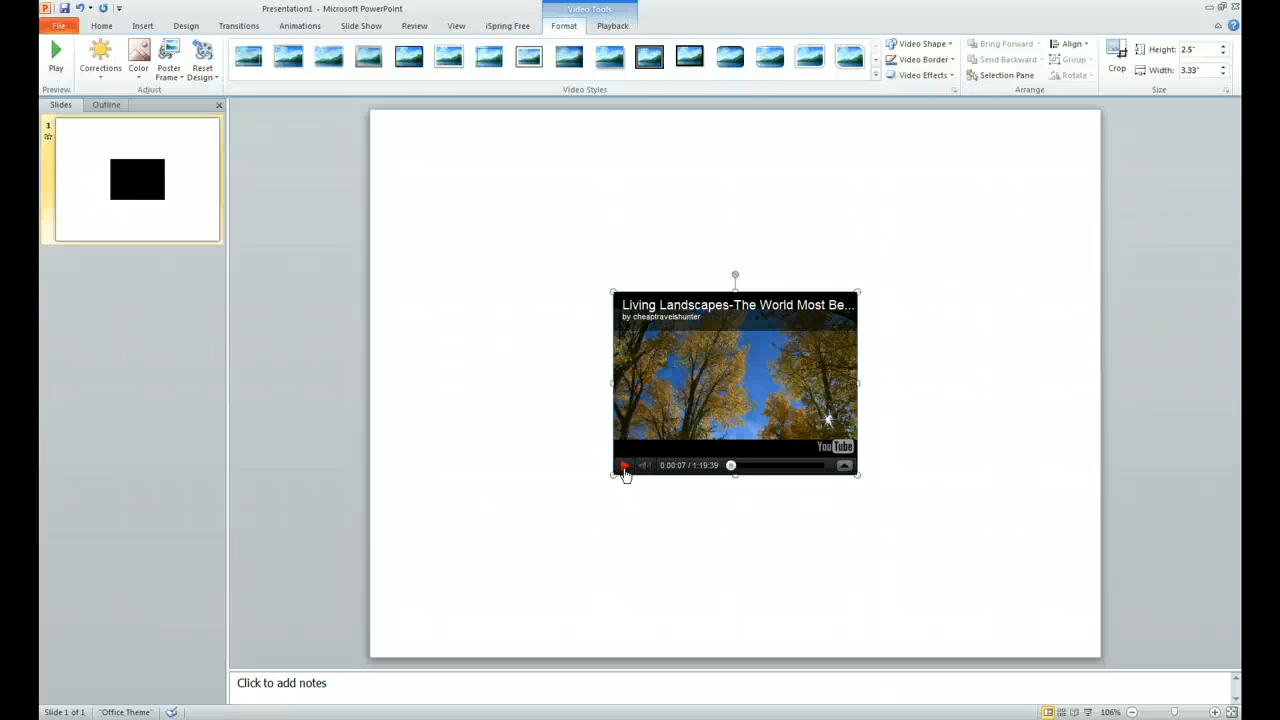 Presentation1 - Microsoft PowerPoint
Video Tools
File Home Insert Design Transitions Animations Slide Show Review View iSpring Free Format Playback
Play
Corrections
Color
Poster Frame
Reset Design
Video Shape
Video Border
Video Effects
Bring Forward
Send Backward
Selection Pane
Align
Group
Rotate
Crop
Height: 2.5"
Width: 3.33"
Preview Adjust Video Styles Arrange Size
Slides Outline
1
Living Landscapes-The World Most Be...
by cheaptravelshunter
YouTube
0:00:07 / 1:19:39
Click to add notes
Slide 1 of 1 "Office Theme" 106%